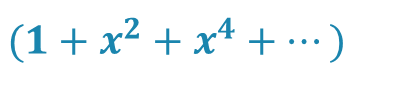 (1 + x² + x⁴ + ⋯ )